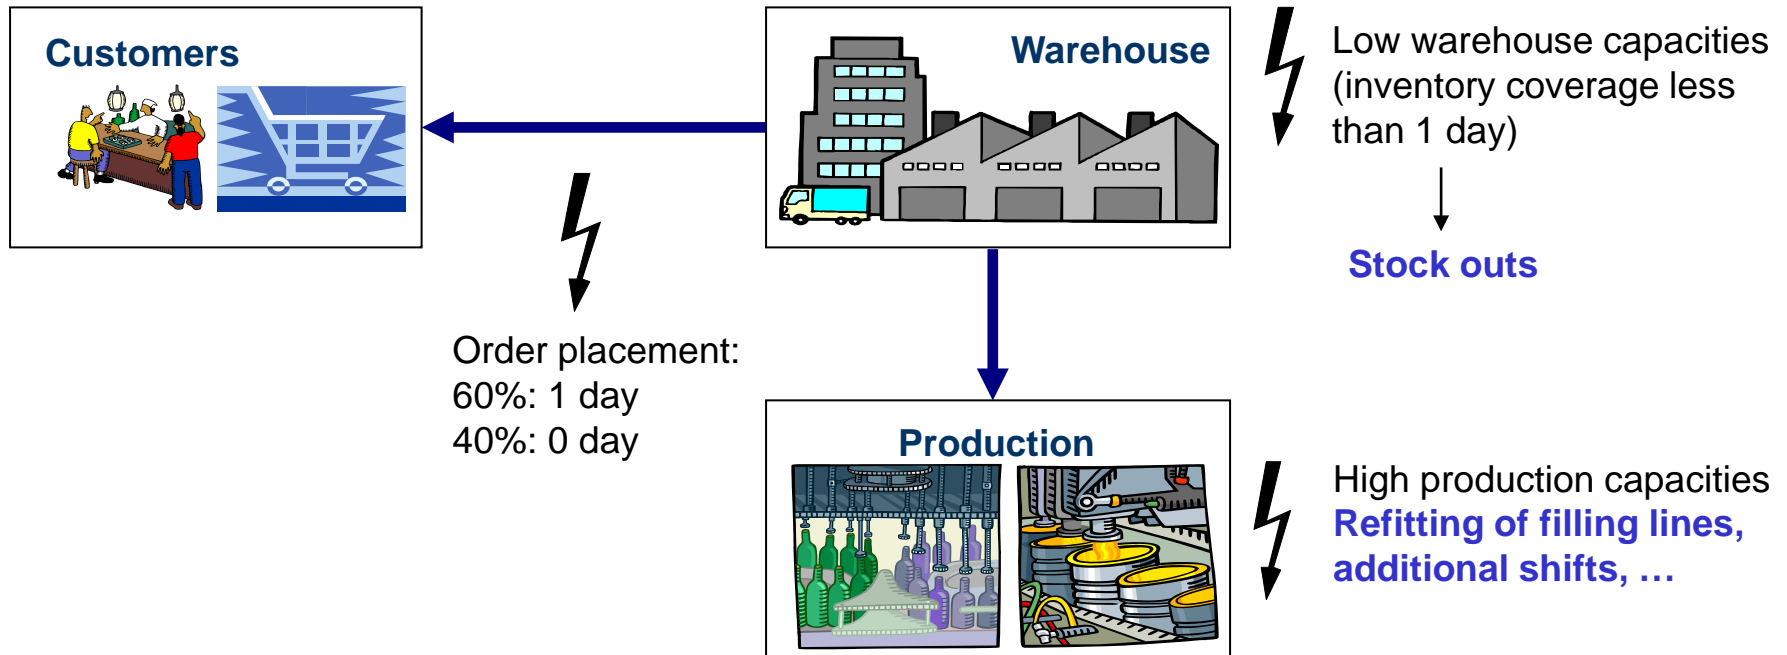 Customers
Warehouse
Low warehouse capacities
(inventory coverage less
than 1 day)
Stock outs
Order placement:
60%: 1 day
40%: 0 day
Production
High production capacities
Refitting of filling lines,
additional shifts, …